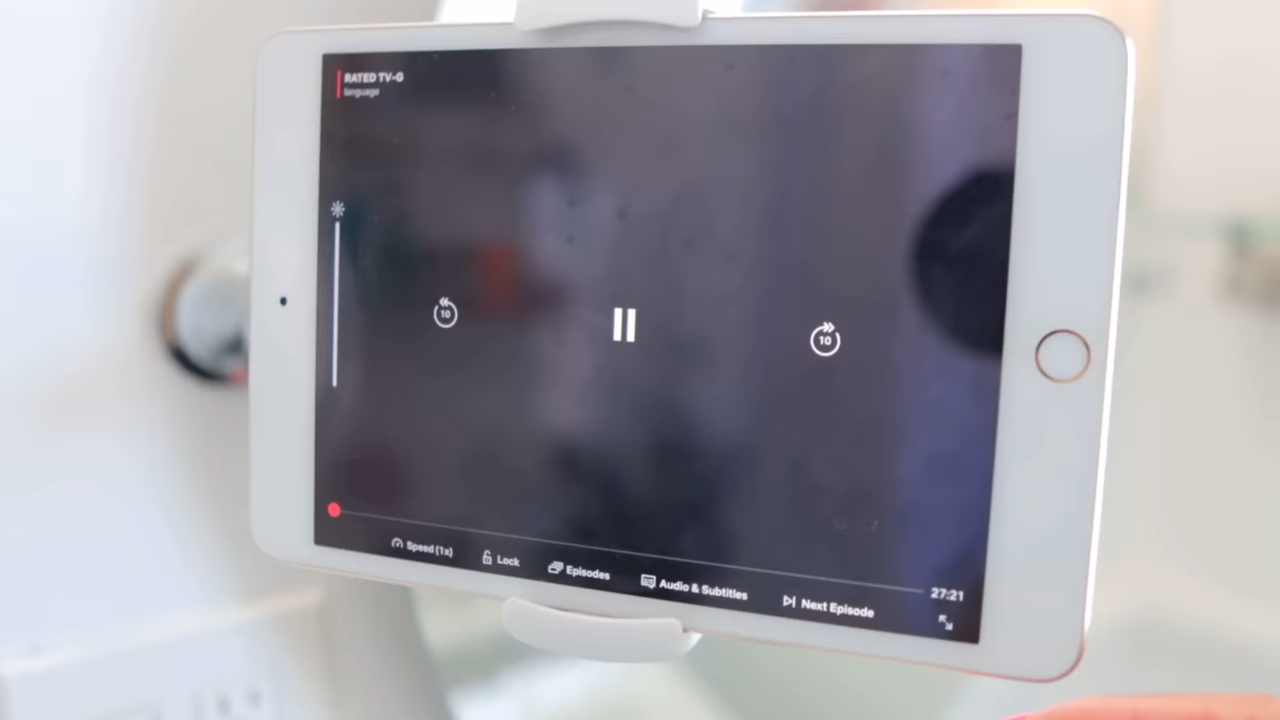 RATED TV-G
language
10
10
27:21
Speed (1x)
Lock
Episodes
Audio & Subtitles
Next Episode